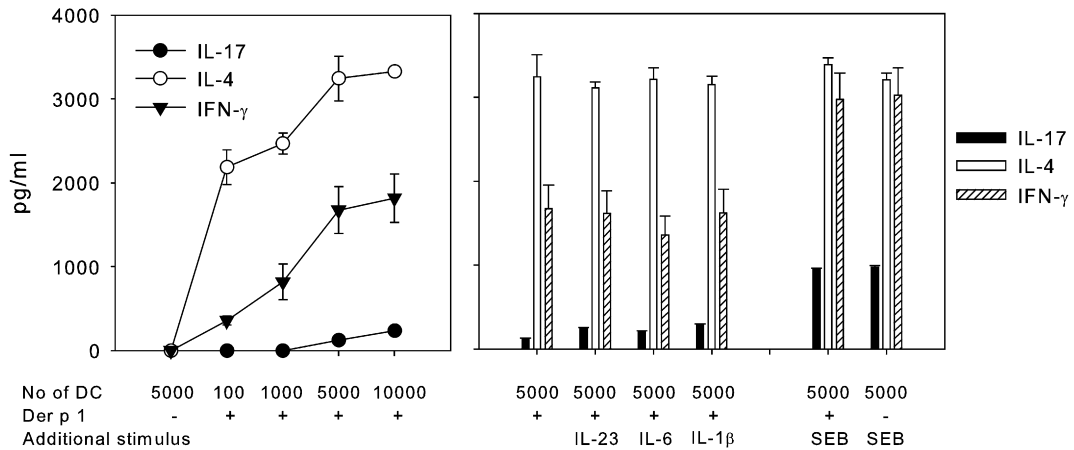 4000
3000
2000
1000
0
pg/ml
IL-17
IL-4
IFN-γ
IL-17
IL-4
IFN-γ
No of DC 5000 100 1000 5000 10000 5000 5000 5000 5000 5000 5000
Der p 1 - + + + + + + + + + -
Additional stimulus IL-23 IL-6 IL-1β SEB SEB